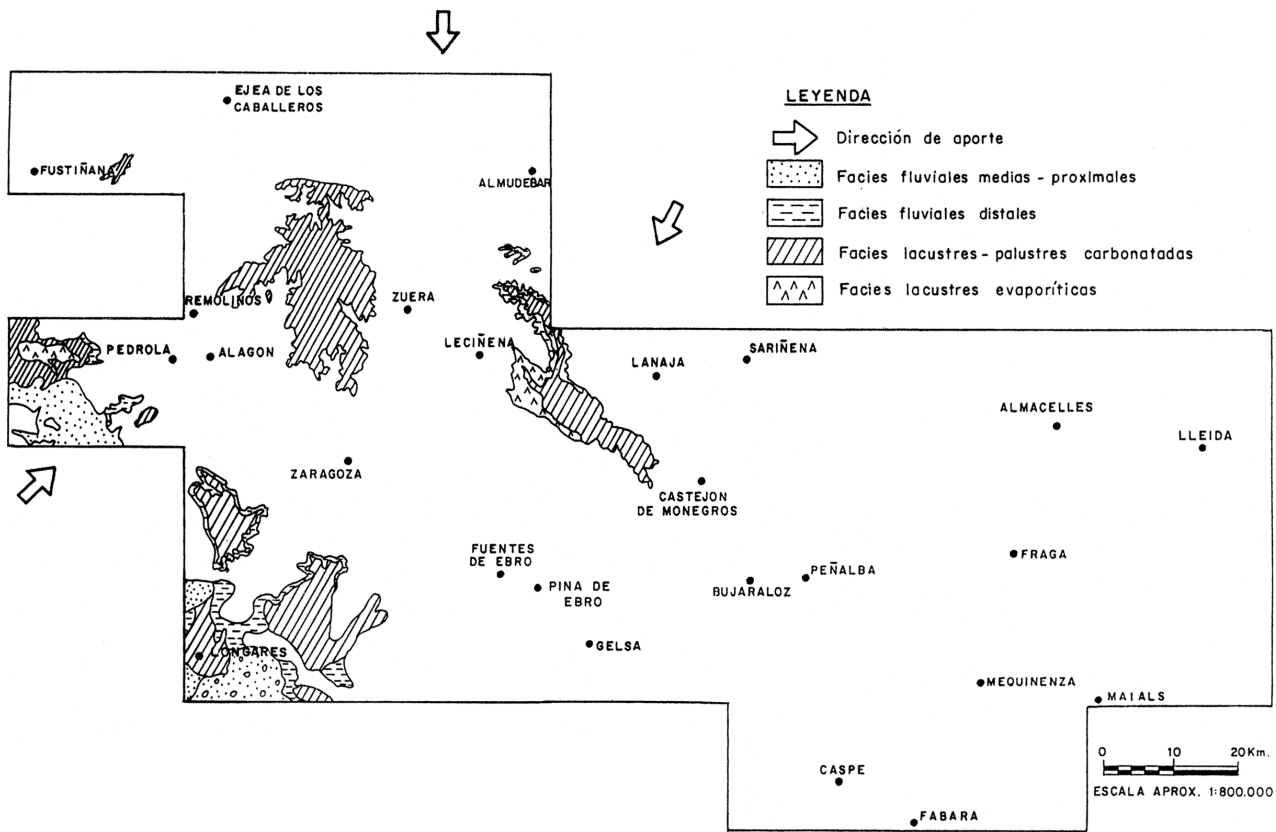 EJEA DE LOS
CABALLEROS
FUSTIÑANA
ALMUDEBAR
LEYENDA
Dirección de aporte
Facies fluviales medias - proximales
Facies fluviales distales
Facies lacustres - palustres carbonatadas
Facies lacustres evaporíticas
REMOLINOS
ZUERA
PEDROLA
ALAGON
LECIÑENA
LANAJA
SARIÑENA
ALMACELLES
LLEIDA
ZARAGOZA
CASTEJON
DE MONEGROS
FUENTES
DE EBRO
PINA DE
EBRO
BUJARALOZ
PEÑALBA
FRAGA
GELSA
LONGARES
MEQUINENZA
MAIALS
CASPE
FABARA
0 10 20 Km.
ESCALA APROX. 1:800.000